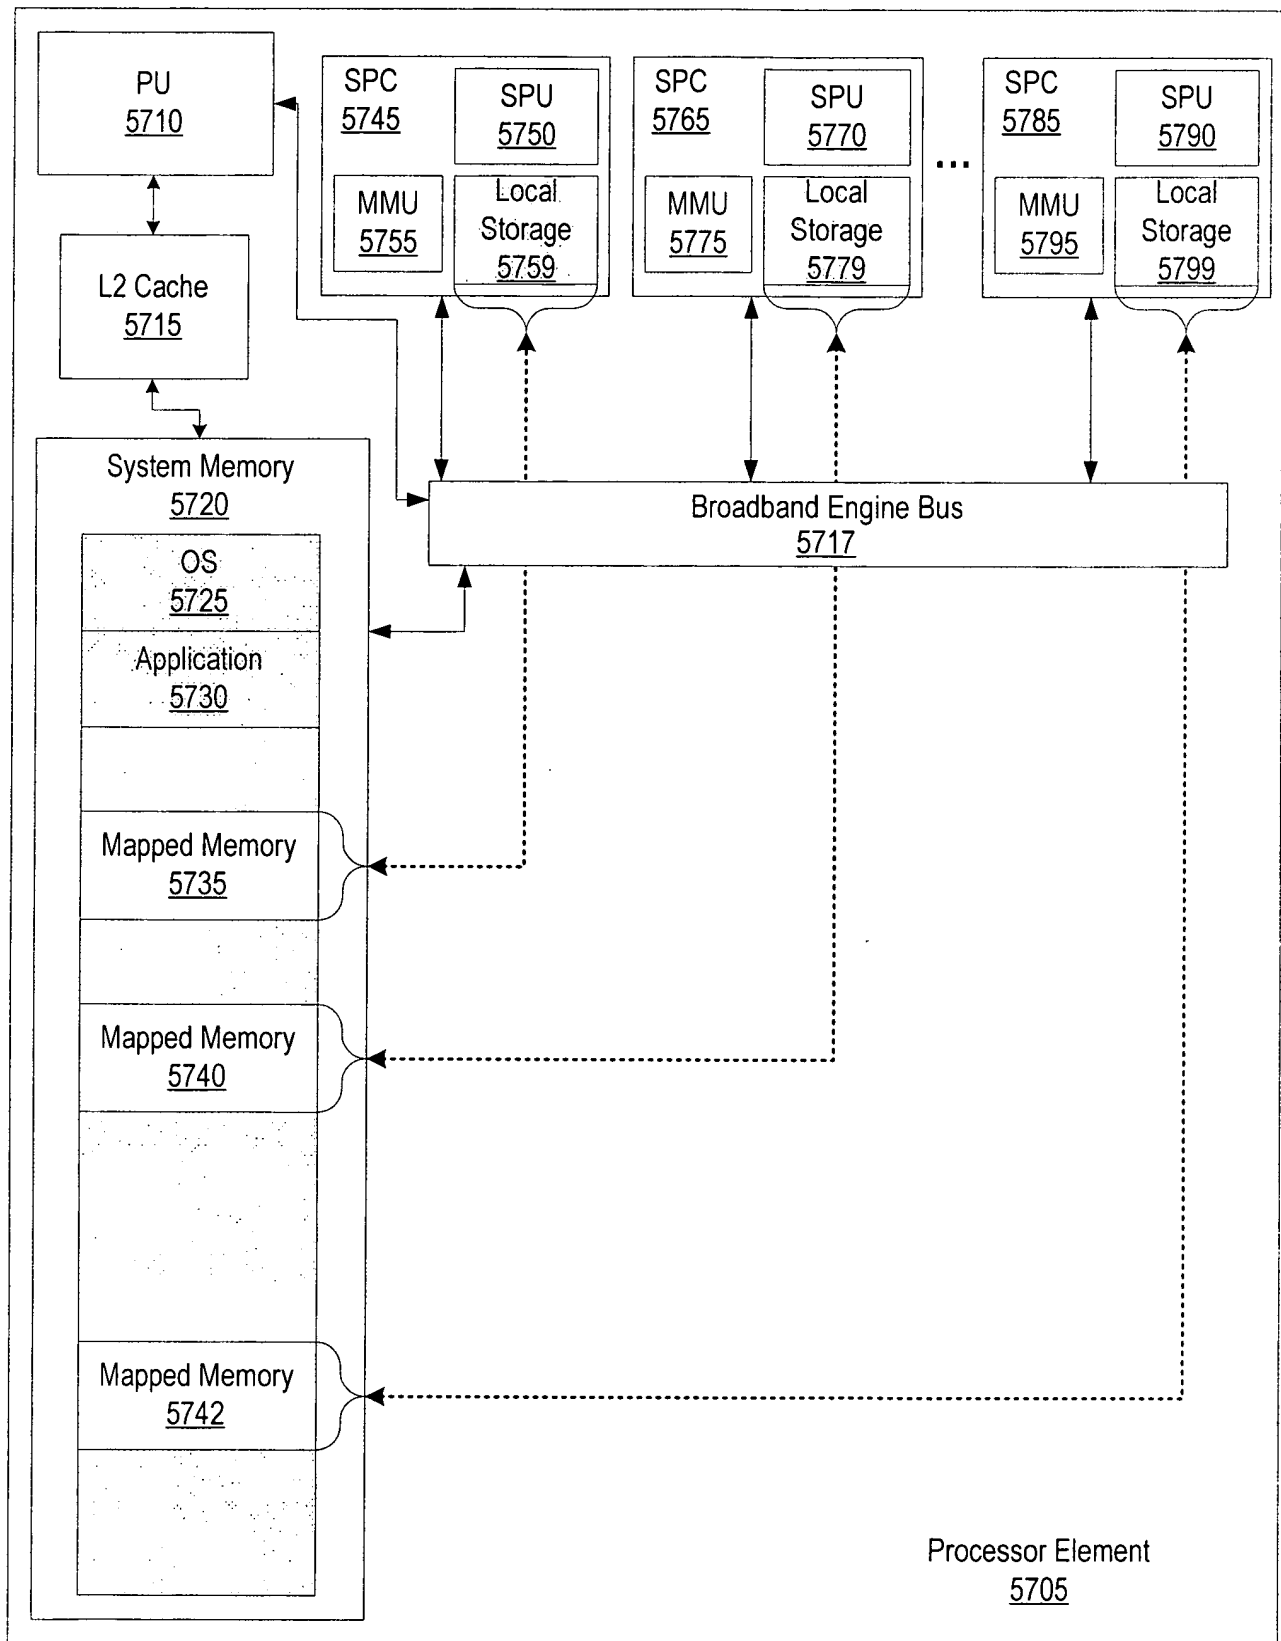 PU
5710
L2 Cache
5715
SPC
5745
SPU
5750
MMU
5755
Local
Storage
5759
SPC
5765
SPU
5770
MMU
5775
Local
Storage
5779
...
SPC
5785
SPU
5790
MMU
5795
Local
Storage
5799
Broadband Engine Bus
5717
System Memory
5720
OS
5725
Application
5730
Mapped Memory
5735
Mapped Memory
5740
Mapped Memory
5742
Processor Element
5705